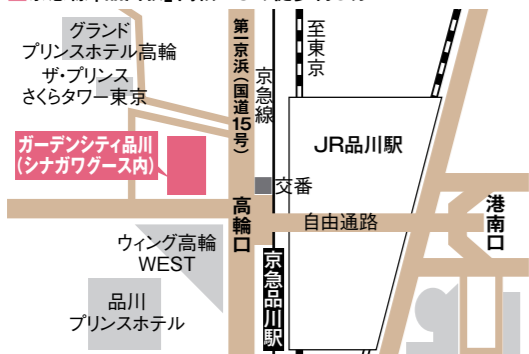 グランド
プリンスホテル高輪
ザ・プリンス
さくらタワー東京
ガーデンシティ品川
(シナガワグース内)
第一京浜(国道15号)
京急線
至東京
JR品川駅
交番
高輪口
自由通路
港南口
ウィング高輪
WEST
京急品川駅
品川
プリンスホテル